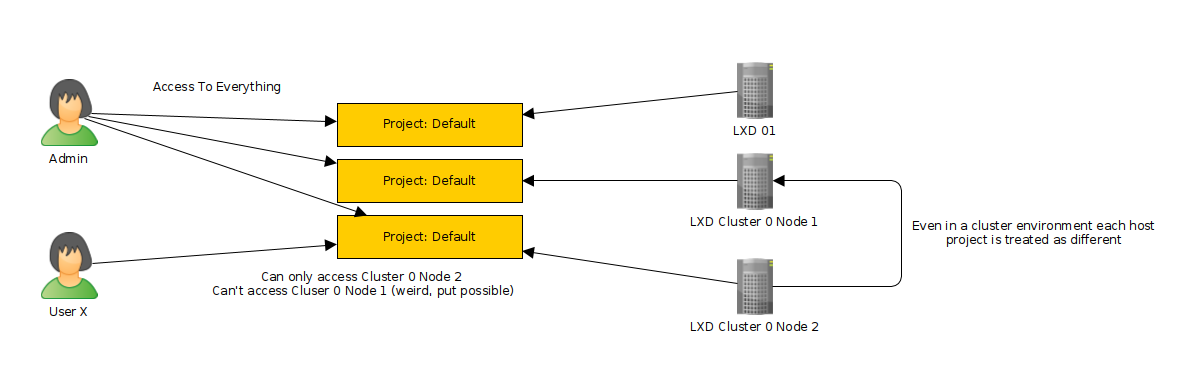 Access To Everything
Admin
Project: Default
LXD 01
Project: Default
LXD Cluster 0 Node 1
Project: Default
Even in a cluster environment each host
project is treated as different
User X
Can only access Cluster 0 Node 2
Can't access Cluser 0 Node 1 (weird, put possible)
LXD Cluster 0 Node 2